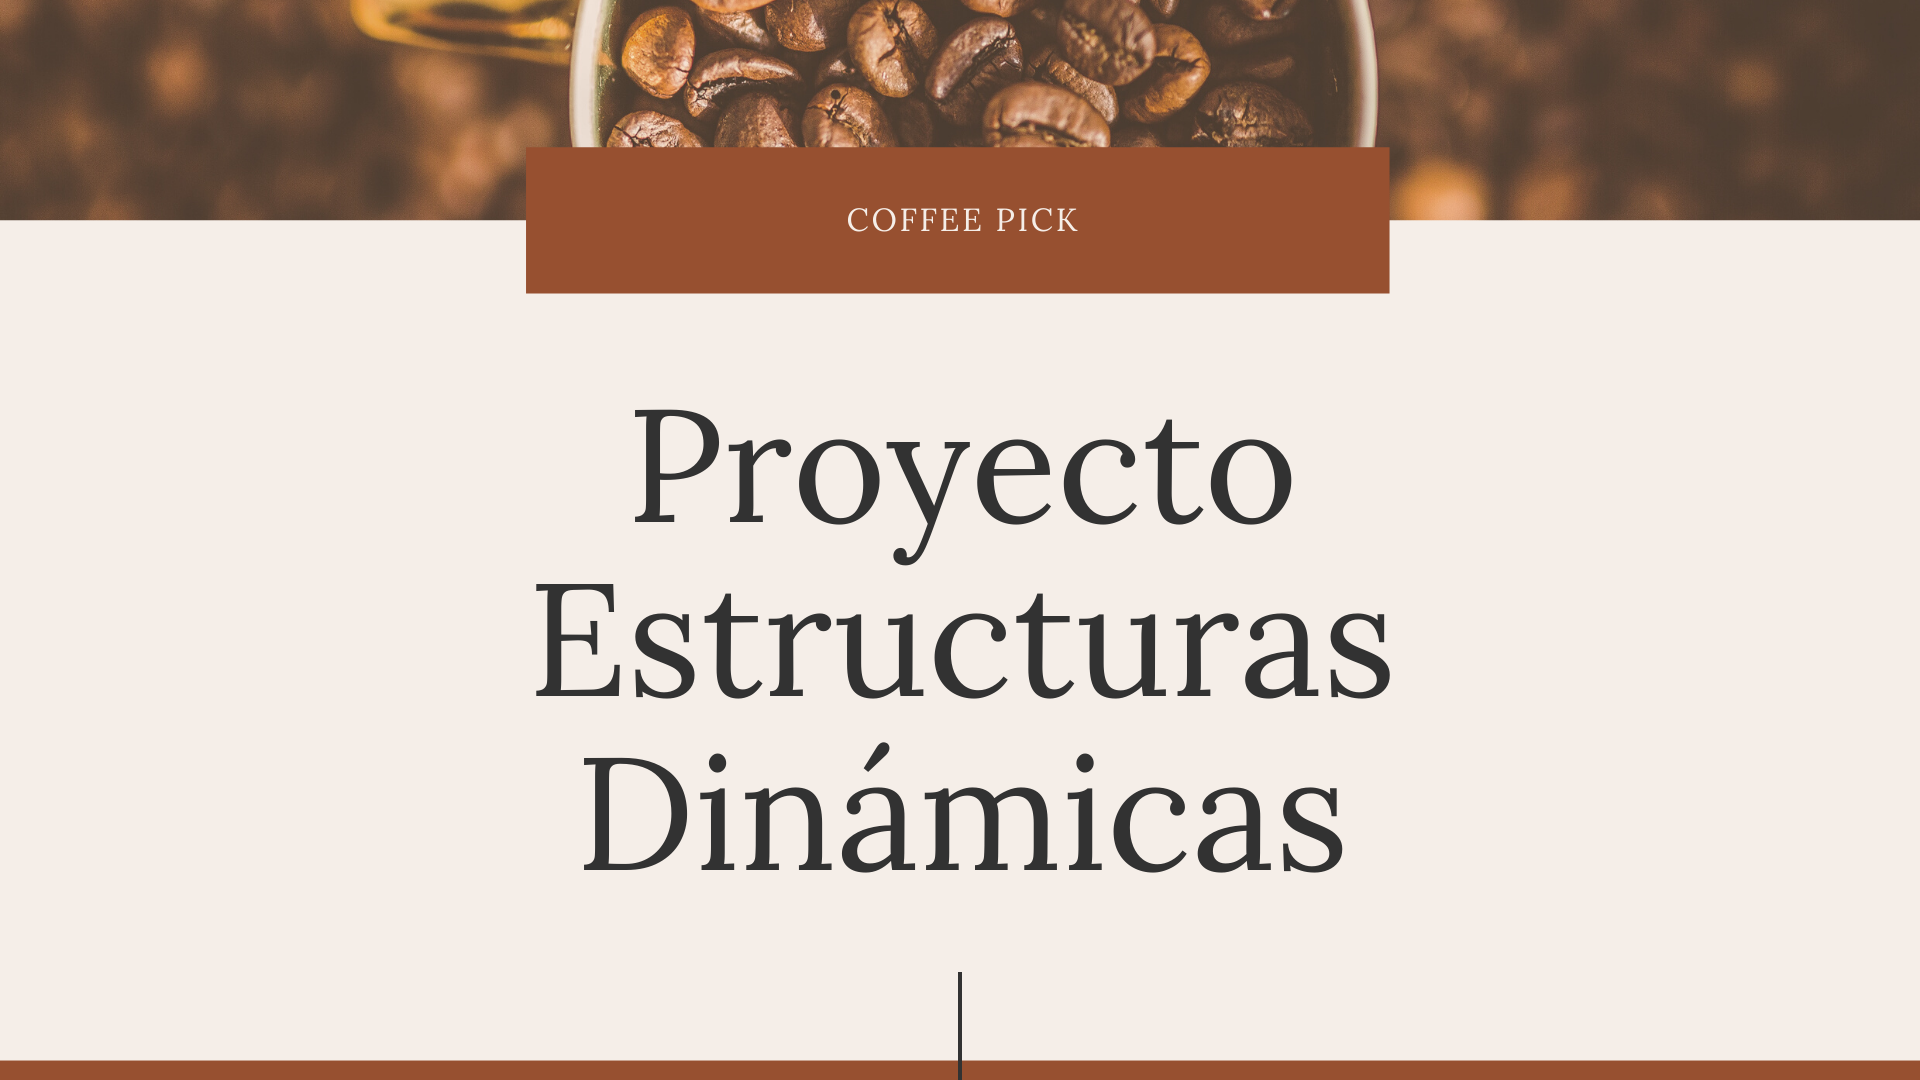 COFFEE PICK
Proyecto
Estructuras
Dinámicas